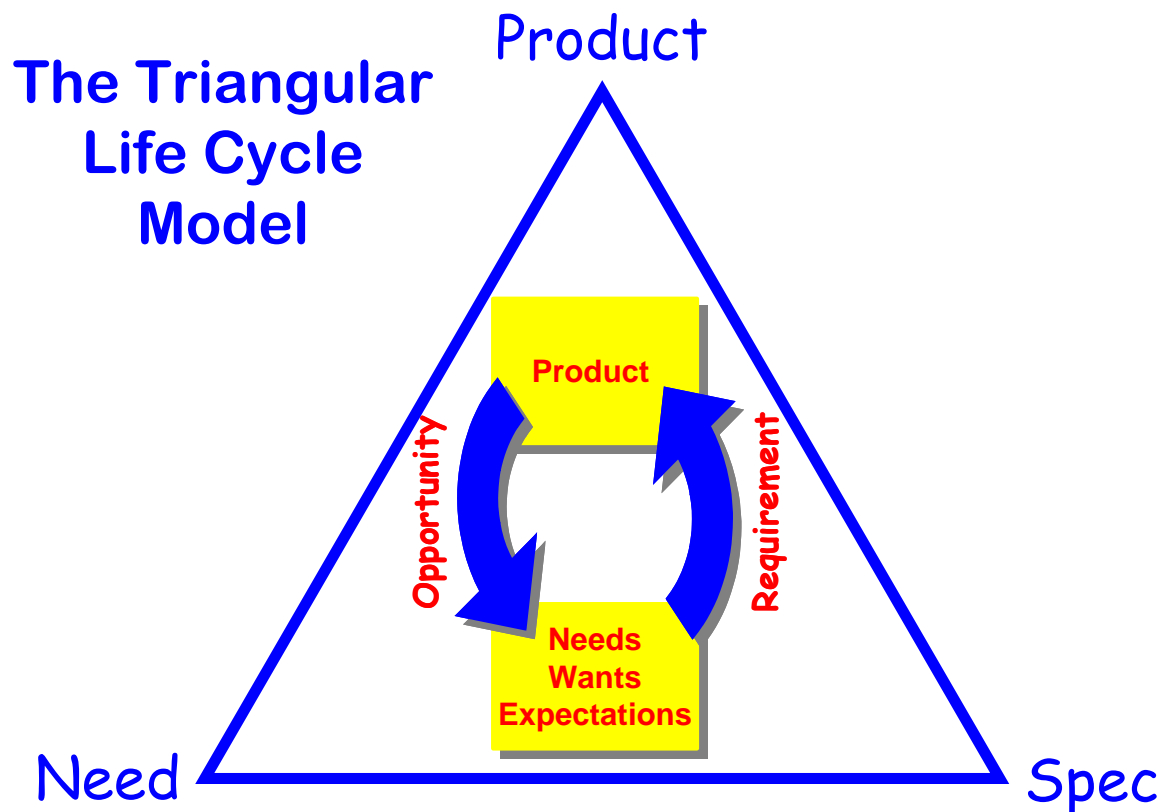 Product
The Triangular
Life Cycle
Model
Product
Opportunity
Requirement
Needs
Wants
Expectations
Need
Spec